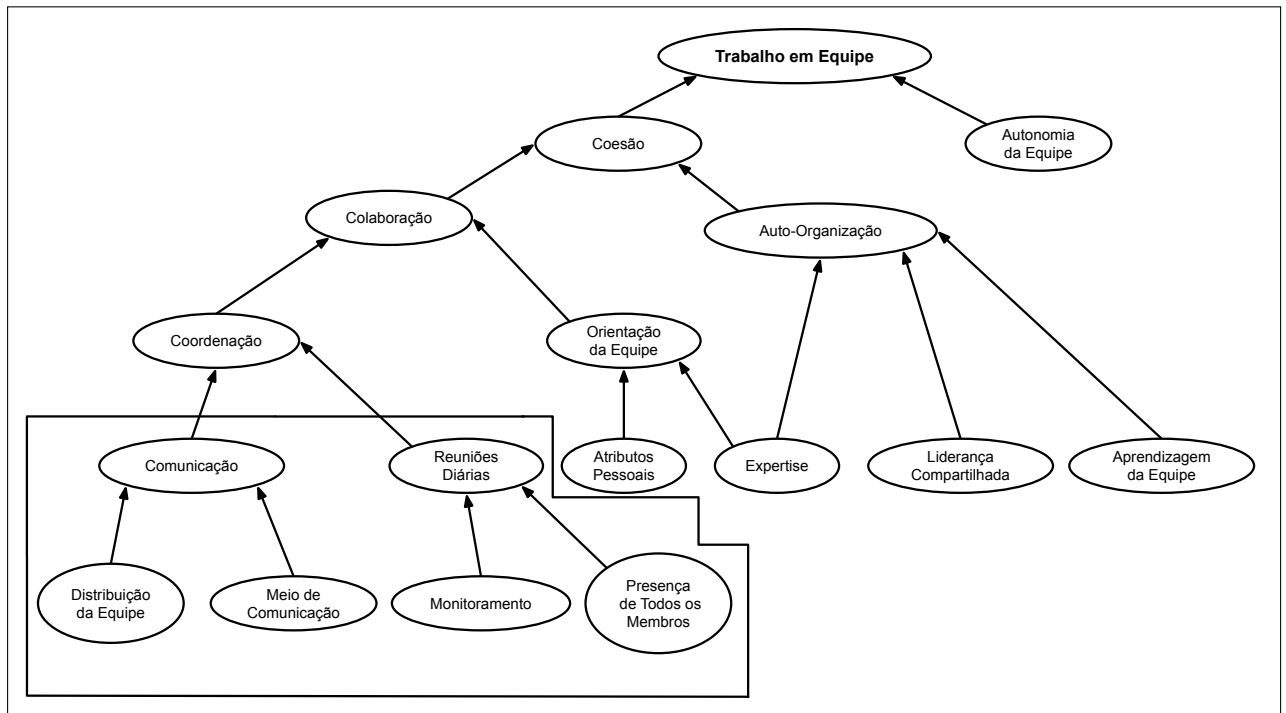 Trabalho em Equipe
Coesão
Autonomia
da Equipe
Colaboração
Auto-Organização
Coordenação
Orientação
da Equipe
Comunicação
Reuniões
Diárias
Atributos
Pessoais
Expertise
Liderança
Compartilhada
Aprendizagem
da Equipe
Distribuição
da Equipe
Meio de
Comunicação
Monitoramento
Presença
de Todos os
Membros